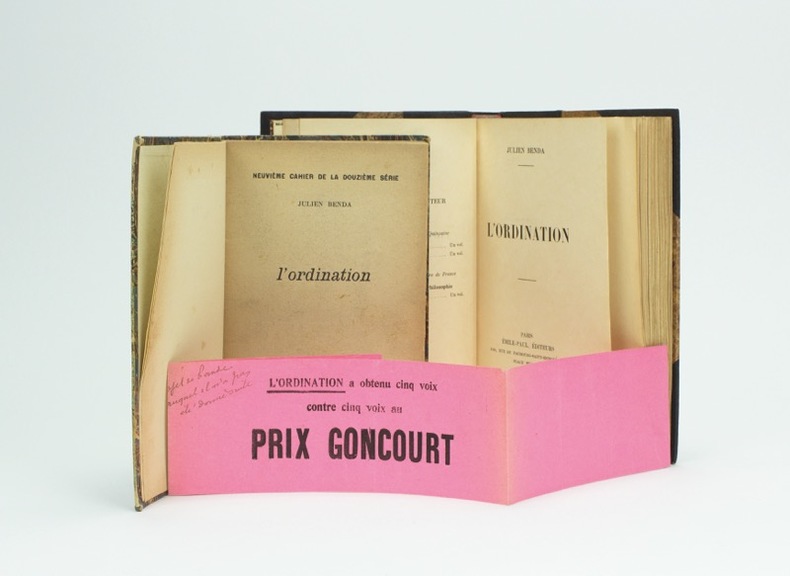 NEUVIÈME CAHIER DE LA DOUZIÈME SÉRIE
JULIEN BENDA
l'ordination
JULIEN BENDA
L'ORDINATION
PARIS
ÉMILE-PAUL, ÉDITEURS
L'ORDINATION a obtenu cinq voix
contre cinq voix au
PRIX GONCOURT